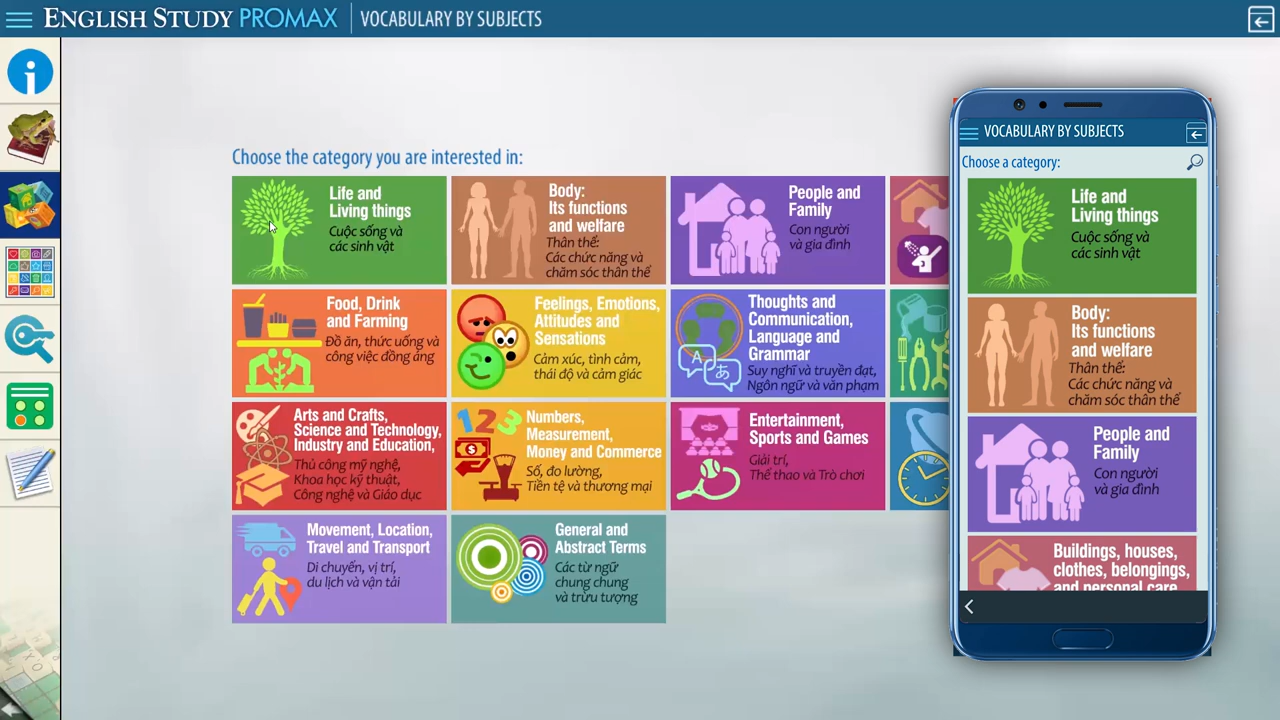 ENGLISH STUDY PROMAX
VOCABULARY BY SUBJECTS
Choose the category you are interested in:
Life and
Living things
Cuộc sống và
các sinh vật
Body:
Its functions
and welfare
Thân thể:
Các chức năng và
chăm sóc thân thể
People and
Family
Con người
và gia đình
Food, Drink
and Farming
Đồ ăn, thức uống và
công việc đồng áng
Feelings, Emotions,
Attitudes and
Sensations
Cảm xúc, tình cảm,
thái độ và cảm giác
Thoughts and
Communication,
Language and
Grammar
Suy nghĩ và truyền đạt,
Ngôn ngữ và văn phạm
Arts and Crafts,
Science and Technology,
Industry and Education,
Thủ công mỹ nghệ,
Khoa học kỹ thuật,
Công nghệ và Giáo dục
1 2 3
Numbers,
Measurement,
Money and Commerce
Số, đo lường,
Tiền tệ và thương mại
Entertainment,
Sports and Games
Giải trí,
Thể thao và Trò chơi
Movement, Location,
Travel and Transport
Di chuyển, vị trí,
du lịch và vận tải
General and
Abstract Terms
Các từ ngữ
chung chung
và trừu tượng
VOCABULARY BY SUBJECTS
Choose a category:
Life and
Living things
Cuộc sống và
các sinh vật
Body:
Its functions
and welfare
Thân thể:
Các chức năng và
chăm sóc thân thể
People and
Family
Con người
và gia đình
Buildings, houses,
clothes, belongings,
and personal care